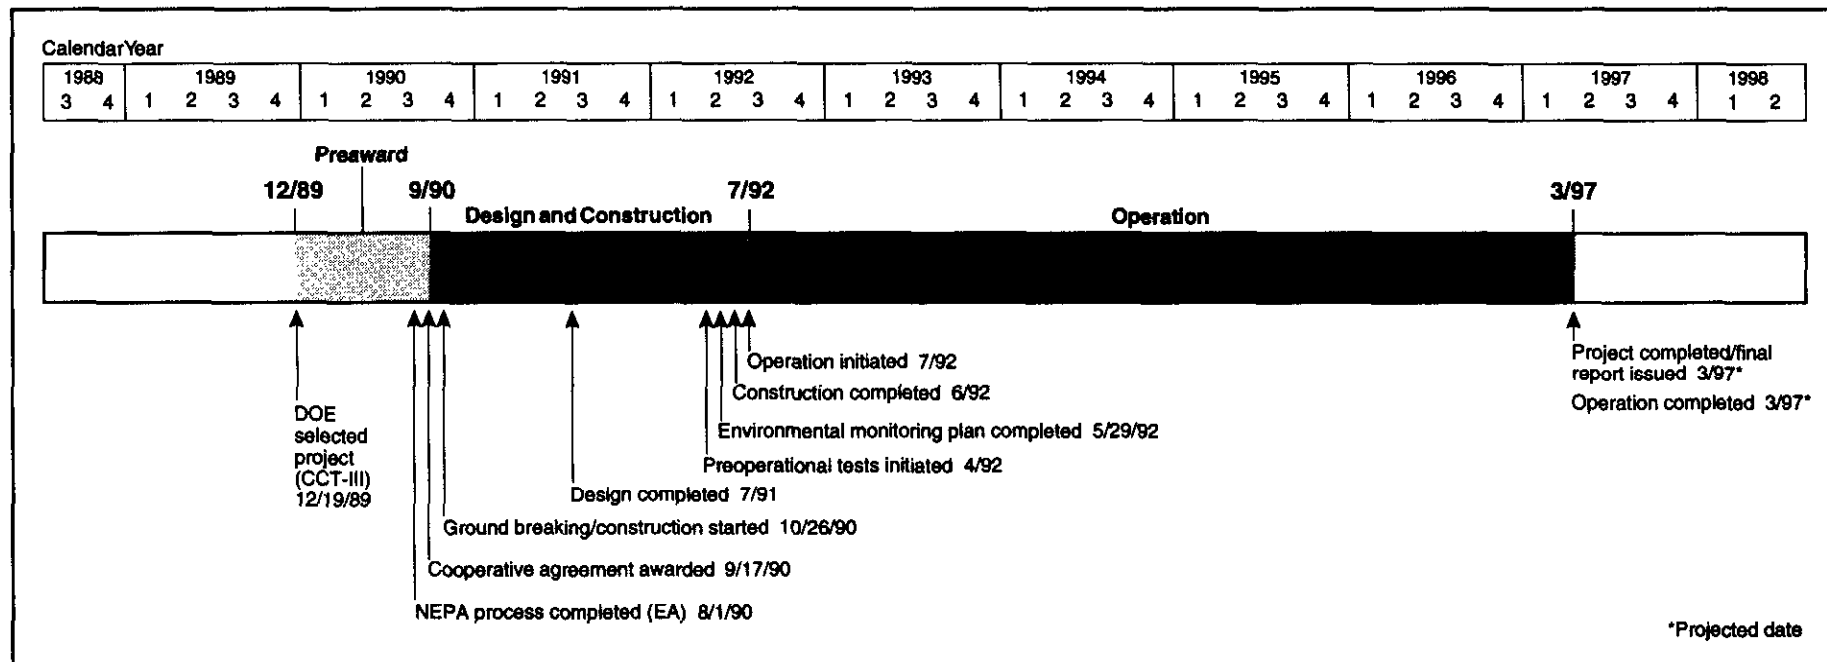 Calendar Year
1988 1989 1990 1991 1992 1993 1994 1995 1996 1997 1998
3 4 1 2 3 4 1 2 3 4 1 2 3 4 1 2 3 4 1 2 3 4 1 2 3 4 1 2 3 4 1 2 3 4 1 2 3 4 1 2
Preaward
12/89 9/90 7/92 3/97
Design and Construction Operation
Operation initiated 7/92
Construction completed 6/92
Environmental monitoring plan completed 5/29/92
Preoperational tests initiated 4/92
Design completed 7/91
Ground breaking/construction started 10/26/90
Cooperative agreement awarded 9/17/90
NEPA process completed (EA) 8/1/90
DOE
selected
project
(CCT-III)
12/19/89
Project completed/final
report issued 3/97*
Operation completed 3/97*
*Projected date